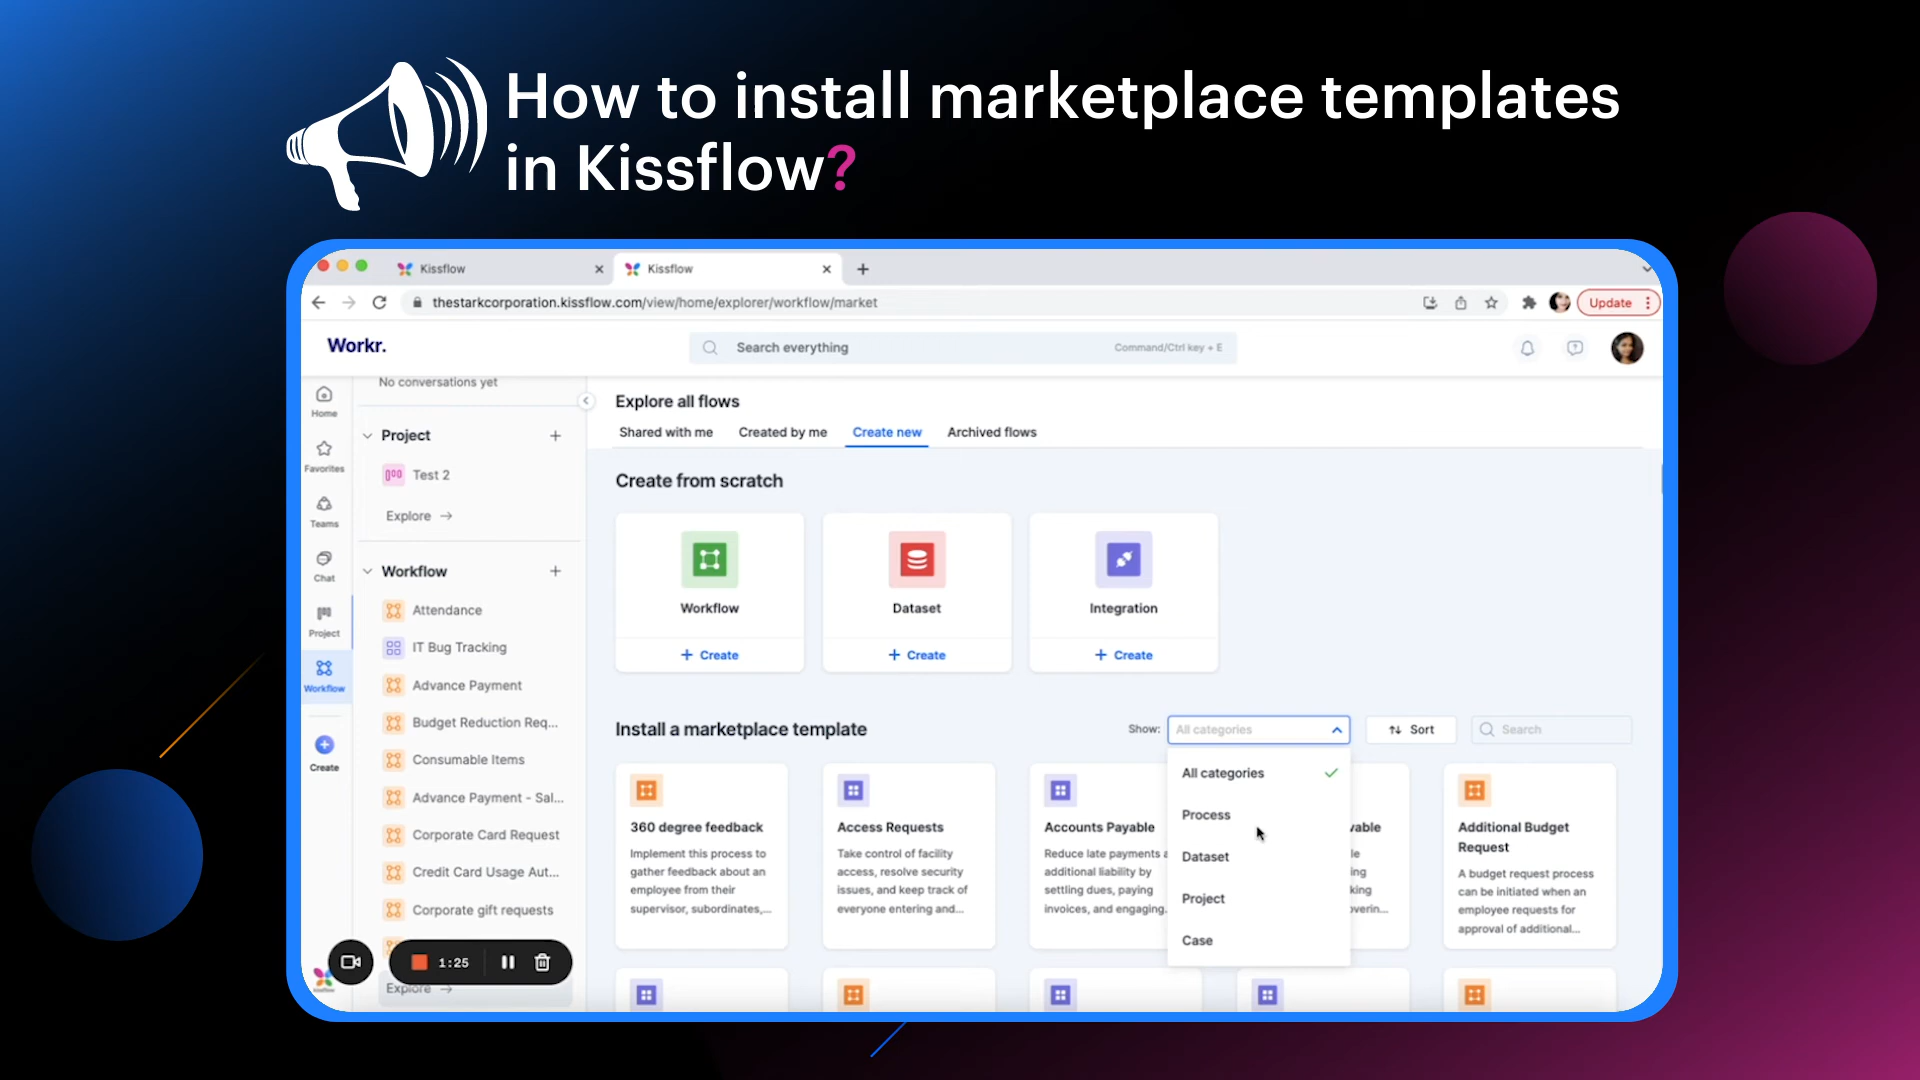 How to install marketplace templates
in Kissflow?
Kissflow
Kissflow
thestarkcorporation.kissflow.com/view/home/explorer/workflow/market
Update
Workr.
Search everything
Command/Ctrl key + E
Home
Favorites
Teams
Chat
Project
Workflow
Create
No conversations yet
Project
Test 2
Explore
Workflow
Attendance
IT Bug Tracking
Advance Payment
Budget Reduction Req...
Consumable Items
Advance Payment - Sal...
Corporate Card Request
Credit Card Usage Aut...
Corporate gift requests
Explore
1:25
Explore all flows
Shared with me
Created by me
Create new
Archived flows
Create from scratch
Workflow
+ Create
Dataset
+ Create
Integration
+ Create
Install a marketplace template
Show:
All categories
Sort
Search
All categories
Process
Dataset
Project
Case
360 degree feedback
Implement this process to
gather feedback about an
employee from their
supervisor, subordinates,...
Access Requests
Take control of facility
access, resolve security
issues, and keep track of
everyone entering and...
Accounts Payable
Reduce late payments
additional liability by
settling dues, paying
invoices, and engaging
Additional Budget
Request
A budget request process
can be initiated when an
employee requests for
approval of additional...